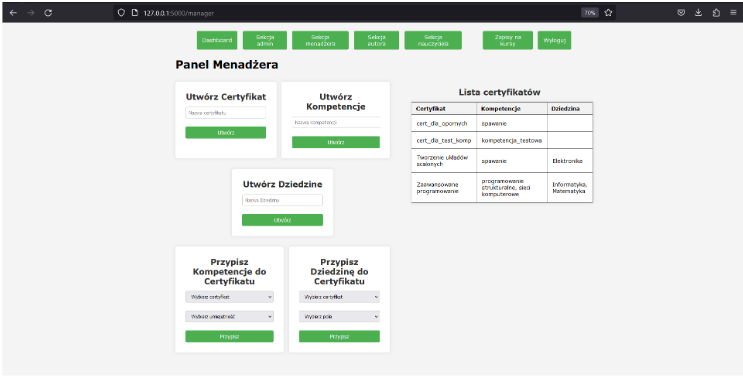 127.0.0.1:5000/manager
70%
Dashboard
Sekcja
admin
Sekcja
menadżera
Sekcja
autora
Sekcja
nauczycieli
Zapisy na
kursy
Wyloguj
Panel Menadżera
Utwórz Certyfikat
Nazwa certyfikatu
Utwórz
Utwórz
Kompetencje
Nazwa kompetencji
Utwórz
Utwórz Dziedzine
Nazwa dziedziny
Utwórz
Przypisz
Kompetencje do
Certyfikatu
Wybierz certyfikat
Wybierz umiejętność
Przypisz
Przypisz
Dziedzinę do
Certyfikatu
Wybierz certyfikat
Wybierz pole
Przypisz
Lista certyfikatów
Certyfikat Kompetencje Dziedzina
cert_dla_opornych spawanie
cert_dla_test_komp kompetencja_testowa
Tworzenie układów
scalonych spawanie Elektronika
Zaawansowane
programowanie programowanie
strukturalne, sieci
komputerowe Informatyka,
Matematyka